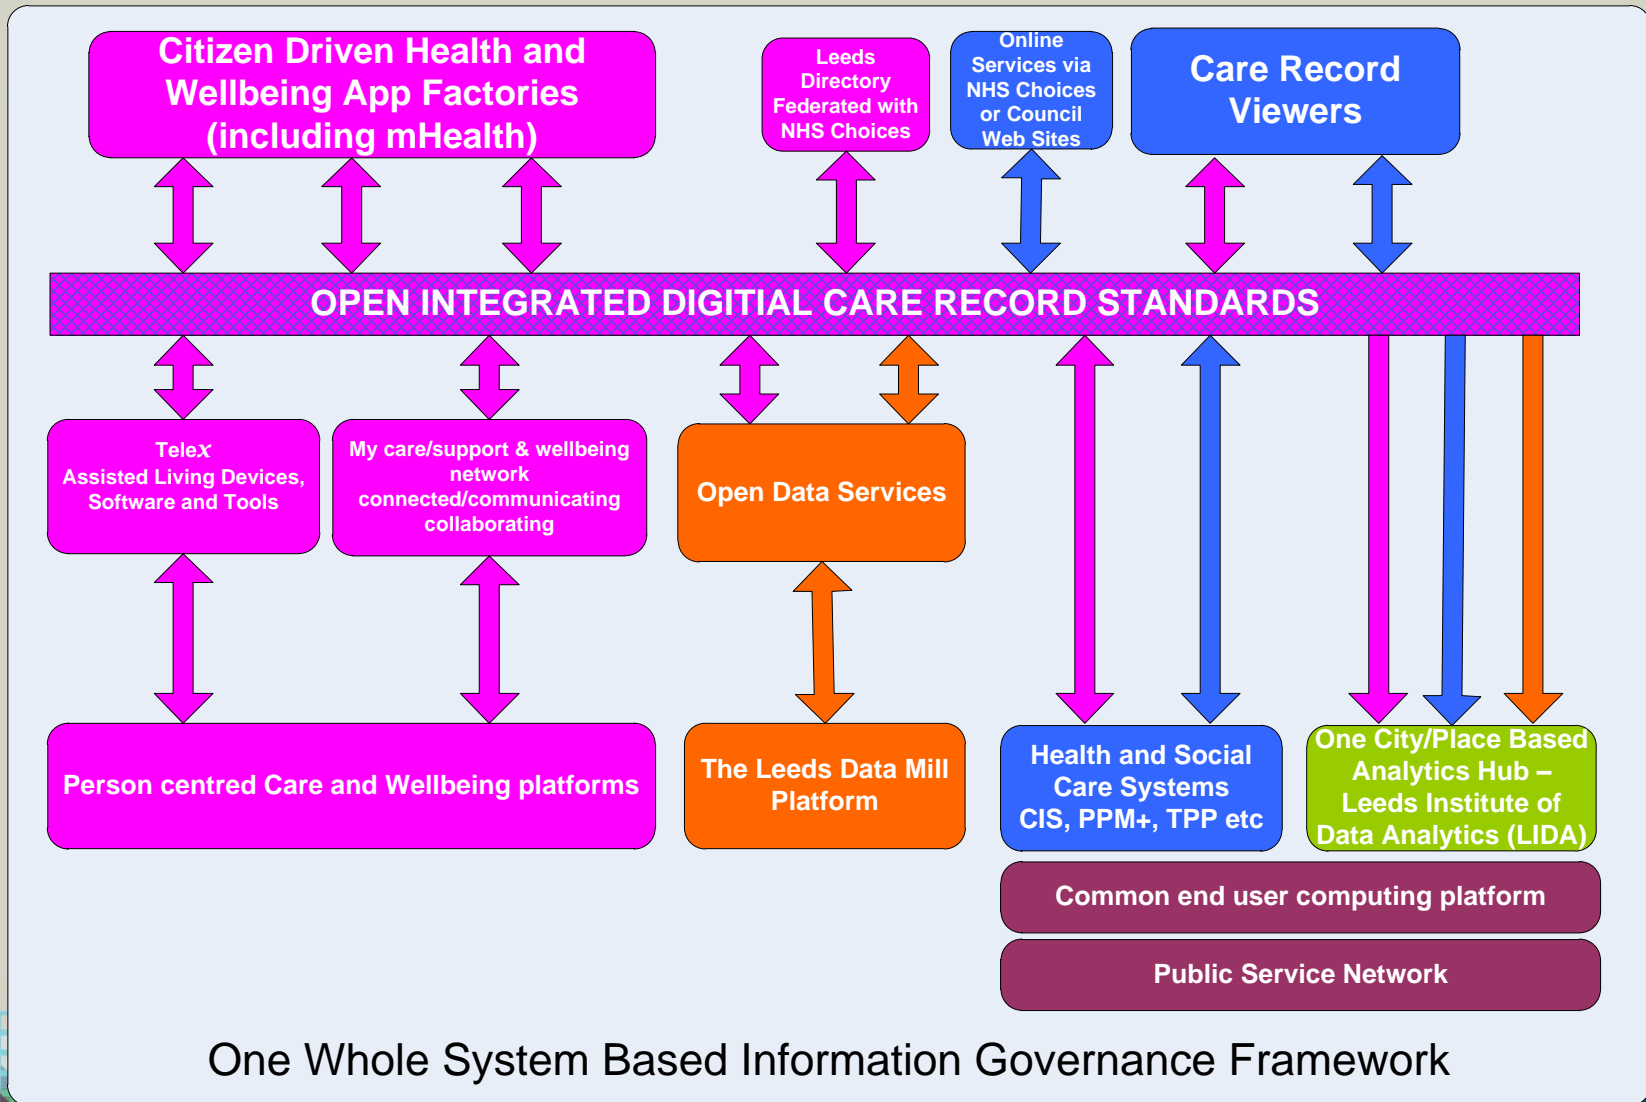 Citizen Driven Health and
Wellbeing App Factories
(including mHealth)
Leeds
Directory
Federated with
NHS Choices
Online
Services via
NHS Choices
or Council
Web Sites
Care Record
Viewers
OPEN INTEGRATED DIGITIAL CARE RECORD STANDARDS
Telex
Assisted Living Devices,
Software and Tools
My care/support & wellbeing
network
connected/communicating
collaborating
Open Data Services
Person centred Care and Wellbeing platforms
The Leeds Data Mill
Platform
Health and Social
Care Systems
CIS, PPM+, TPP etc
One City/Place Based
Analytics Hub –
Leeds Institute of
Data Analytics (LIDA)
Common end user computing platform
Public Service Network
One Whole System Based Information Governance Framework